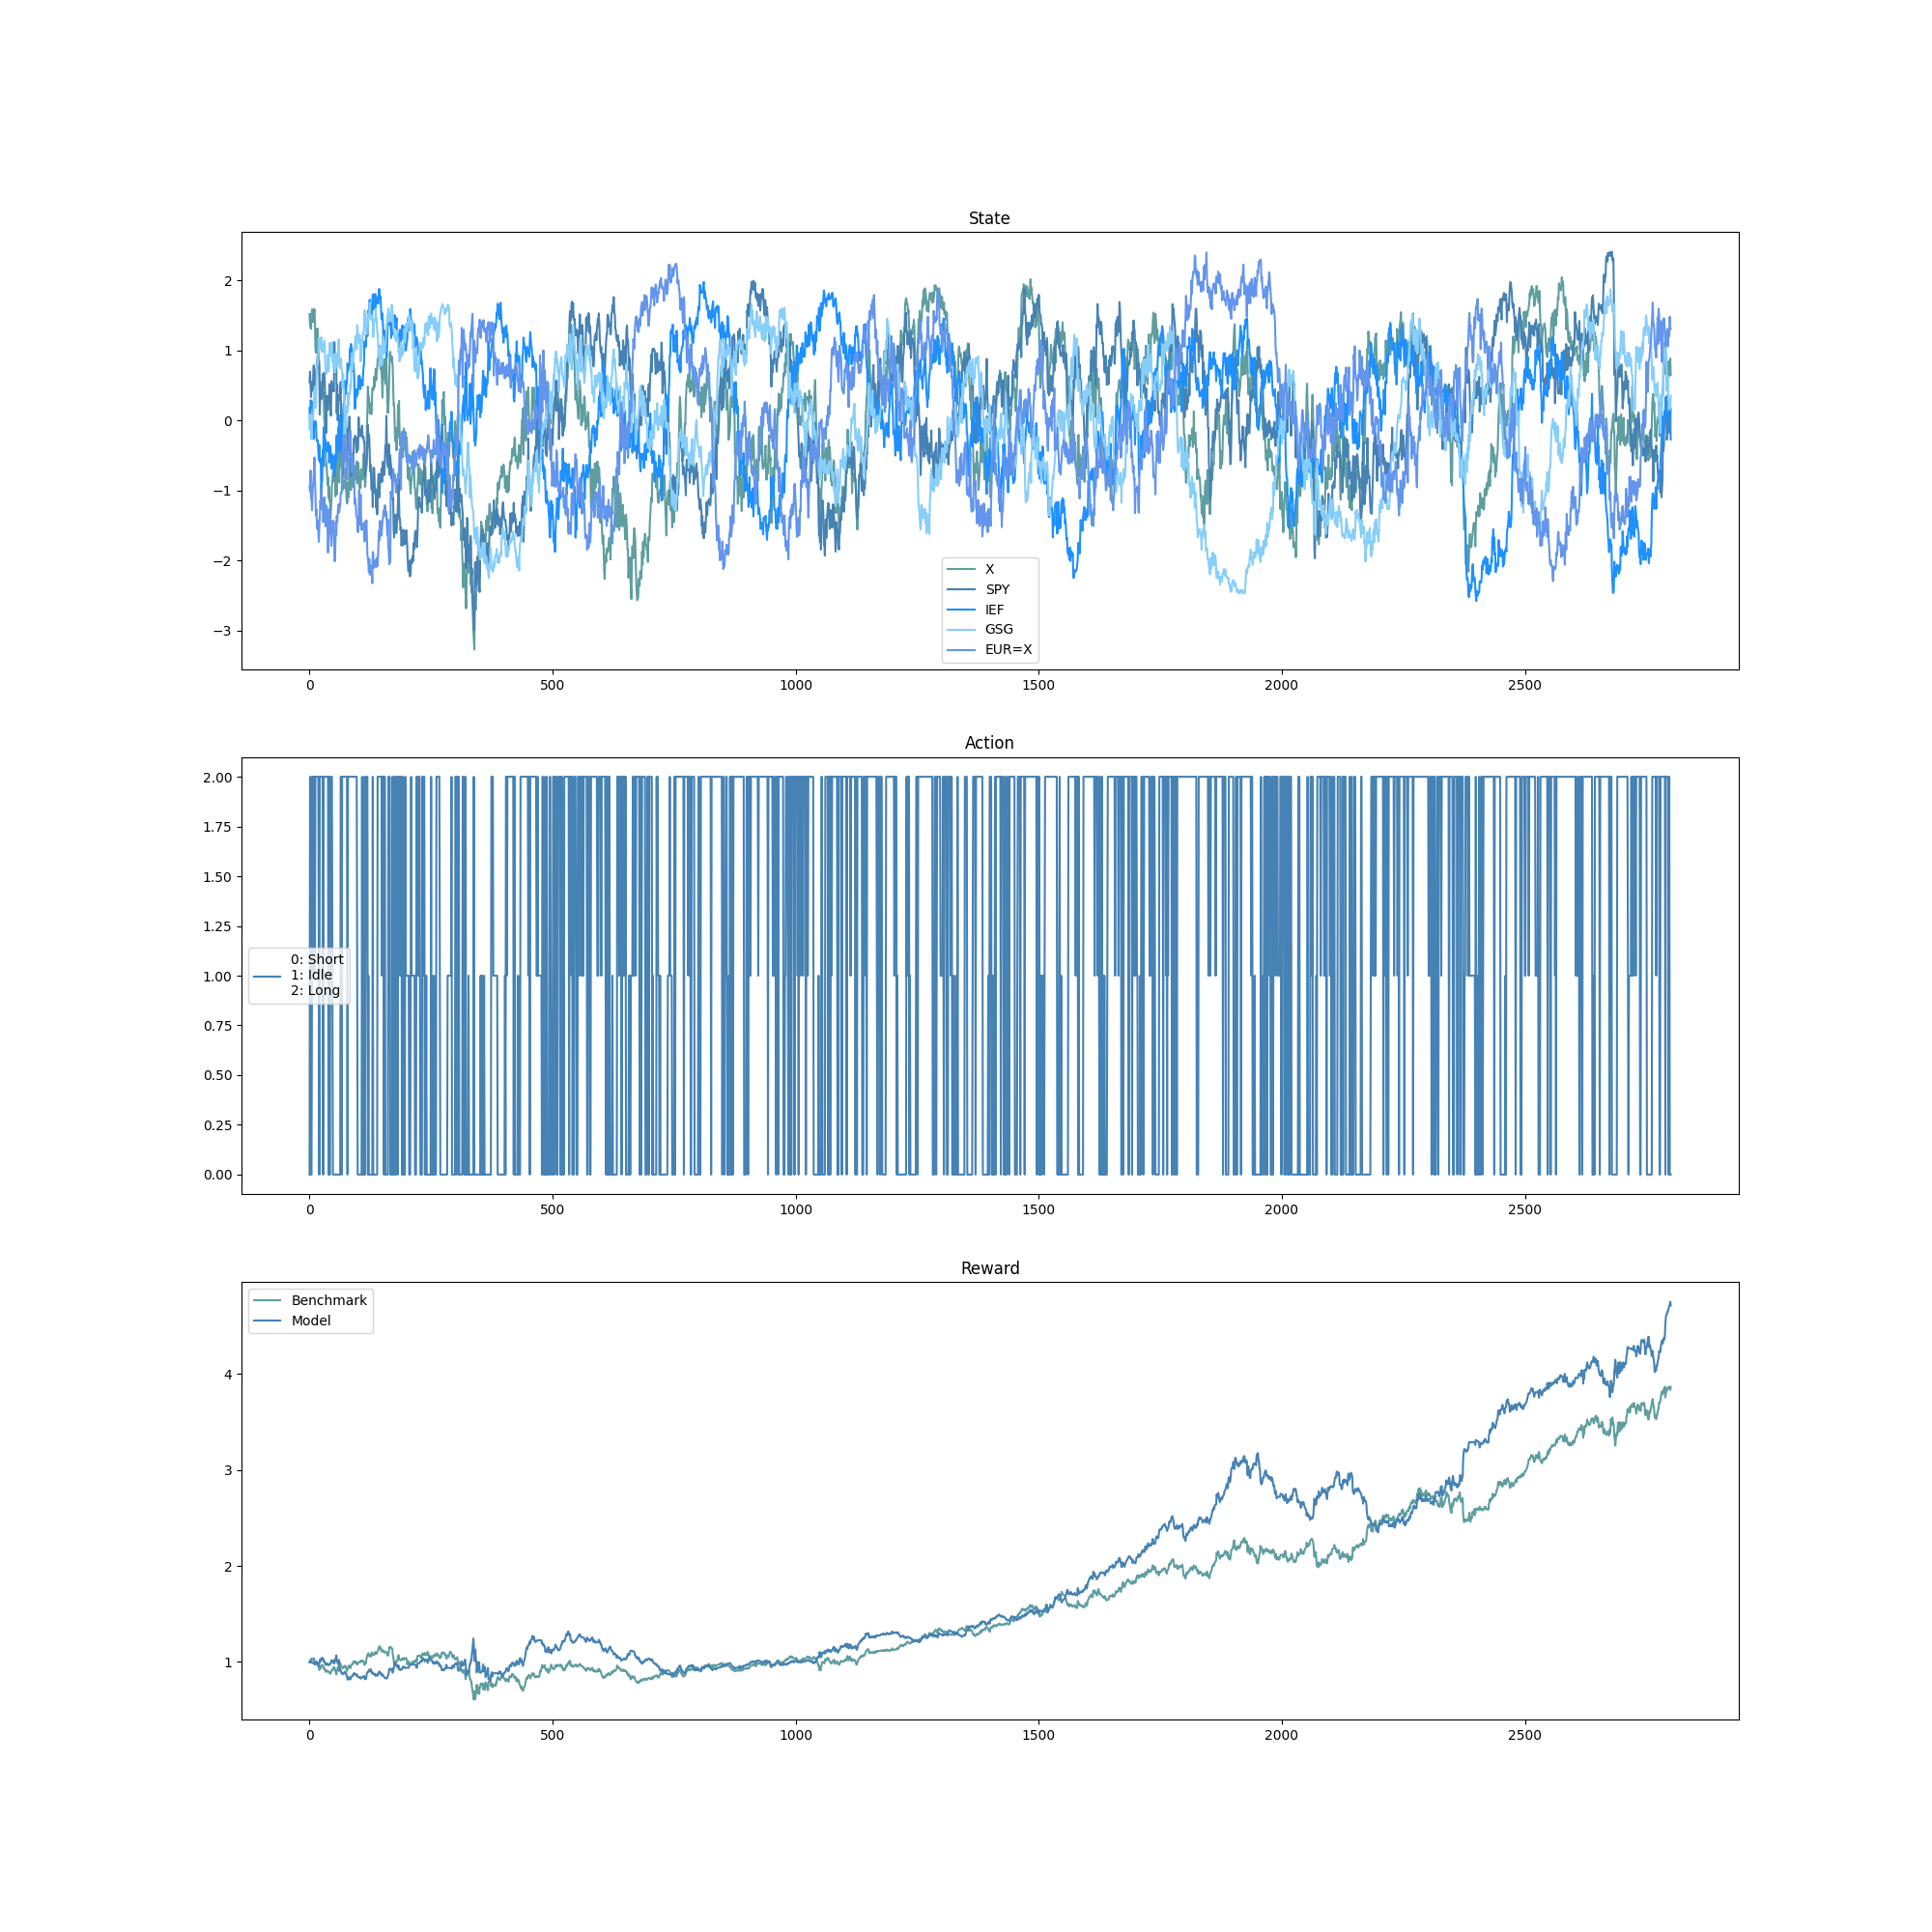 State
2
1
0
−1
−2
−3
X
SPY
IEF
GSG
EUR=X
0 500 1000 1500 2000 2500
Action
2.00
1.75
1.50
1.25
1.00
0.75
0.50
0.25
0.00
0: Short
1: Idle
2: Long
0 500 1000 1500 2000 2500
Reward
Benchmark
Model
4
3
2
1
0 500 1000 1500 2000 2500